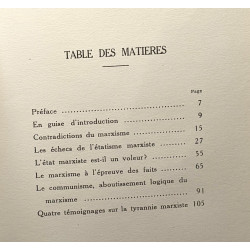 TABLE DES MATIERES
PAGE
Préface 7
En guise d'introduction 9
Contradictions du marxisme 15
Les échecs de l'étatisme marxiste 27
L'état marxiste est-il un voleur? 55
Le marxisme à l'épreuve des faits 65
Le communisme, aboutissement logique du
marxisme 91
Quatre témoignages sur la tyrannie marxiste 105